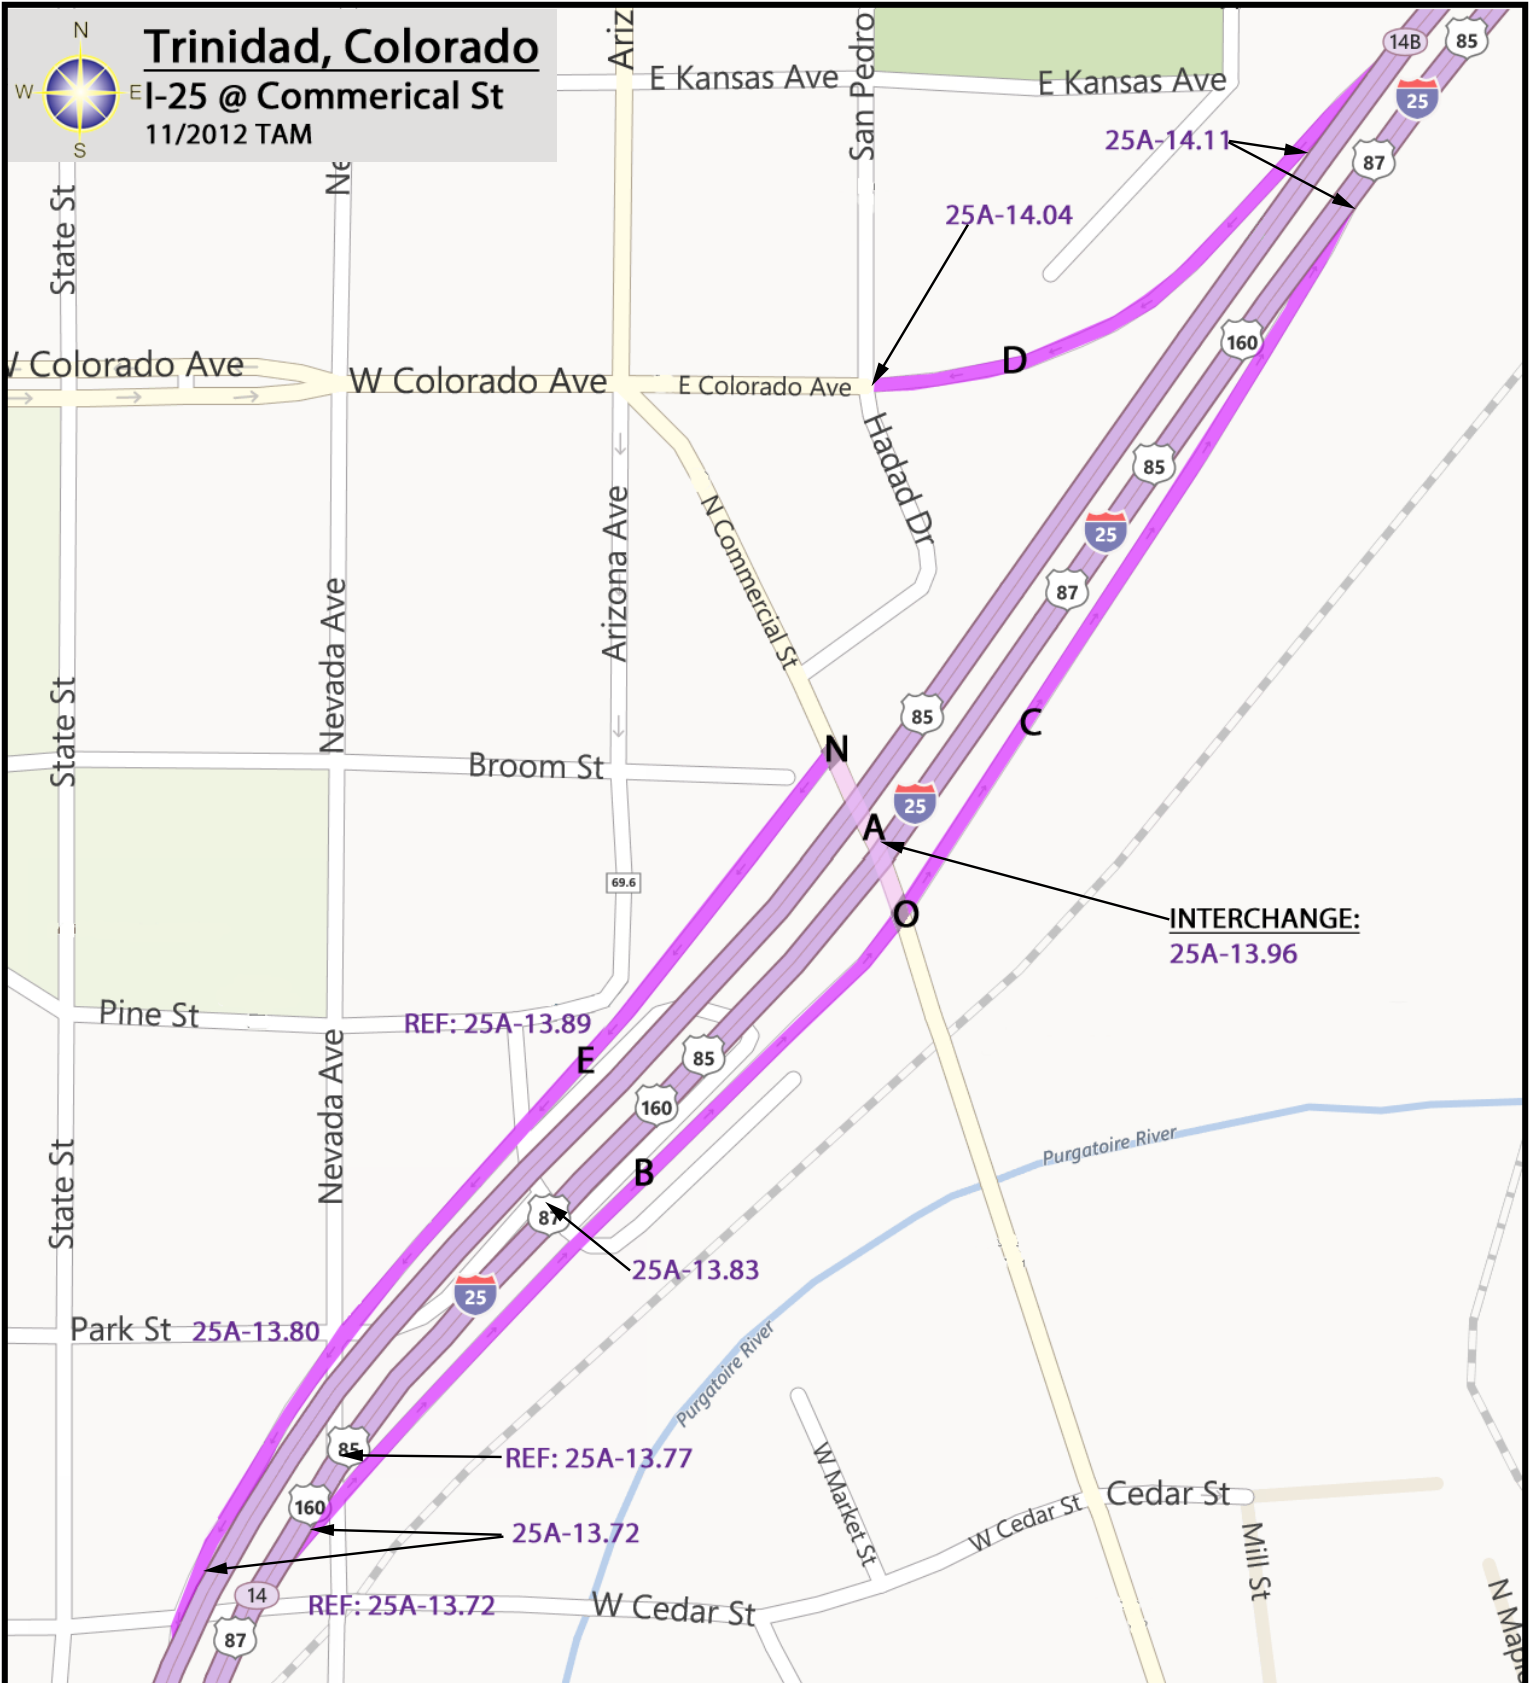 N
W
E
S
Trinidad, Colorado
I-25 @ Commerical St
11/2012 TAM
Ariz
San Pedro
14B
85
E Kansas Ave
E Kansas Ave
25
25A-14.11
87
Ne
State St
25A-14.04
160
W Colorado Ave
W Colorado Ave
E Colorado Ave
D
Hadad Dr
85
N Commercial St
Arizona Ave
25
87
Nevada Ave
State St
85
C
N
Broom St
25
A
69.6
O
INTERCHANGE:
25A-13.96
Pine St
REF: 25A-13.89
E
85
160
Nevada Ave
Purgatoire River
State St
B
87
25A-13.83
25
Park St
25A-13.80
Purgatoire River
85
REF: 25A-13.77
160
25A-13.72
W Market St
W Cedar St
Cedar St
Mill St
14
REF: 25A-13.72
W Cedar St
87
N Maple